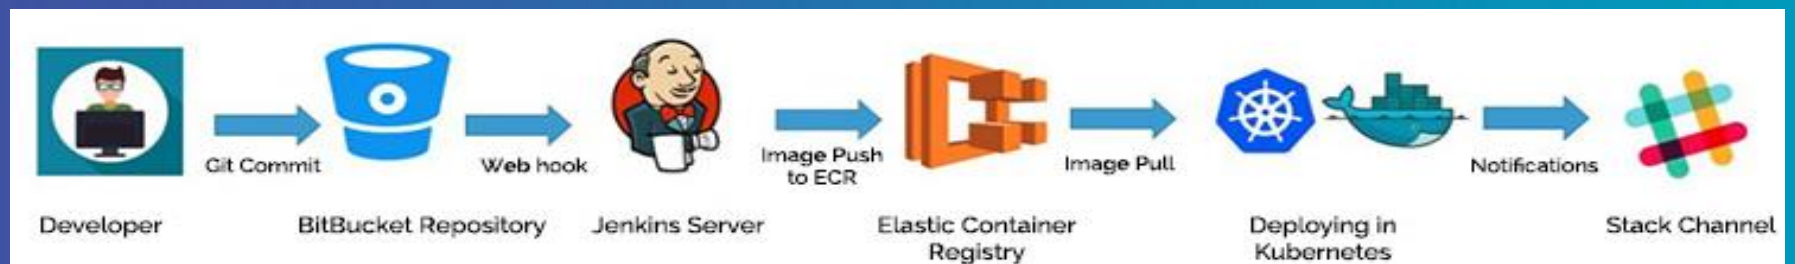 Git Commit
Web hook
Image Push
to ECR
Image Pull
Notifications
Developer
BitBucket Repository
Jenkins Server
Elastic Container
Registry
Deploying in
Kubernetes
Stack Channel